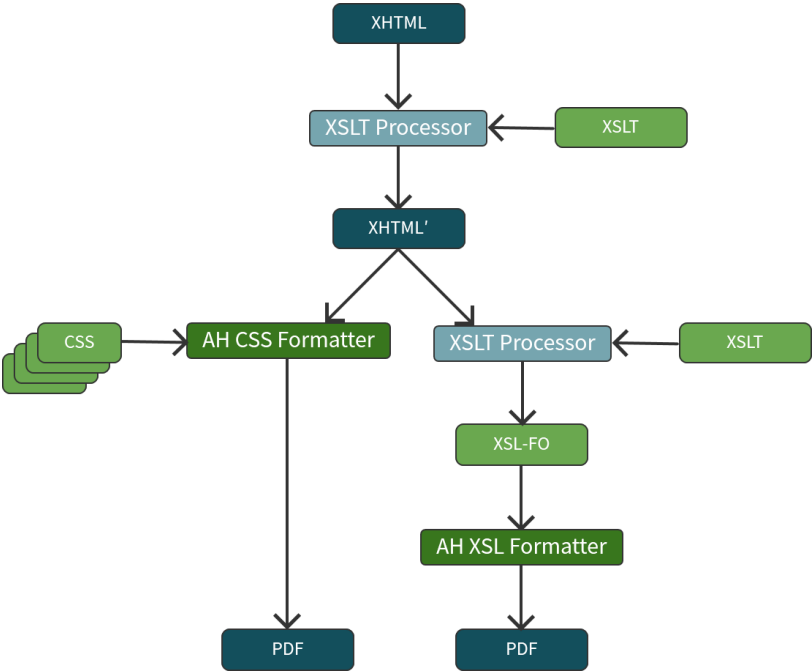 XHTML
XSLT Processor
XSLT
XHTML'
CSS
AH CSS Formatter
XSLT Processor
XSLT
XSL-FO
AH XSL Formatter
PDF
PDF